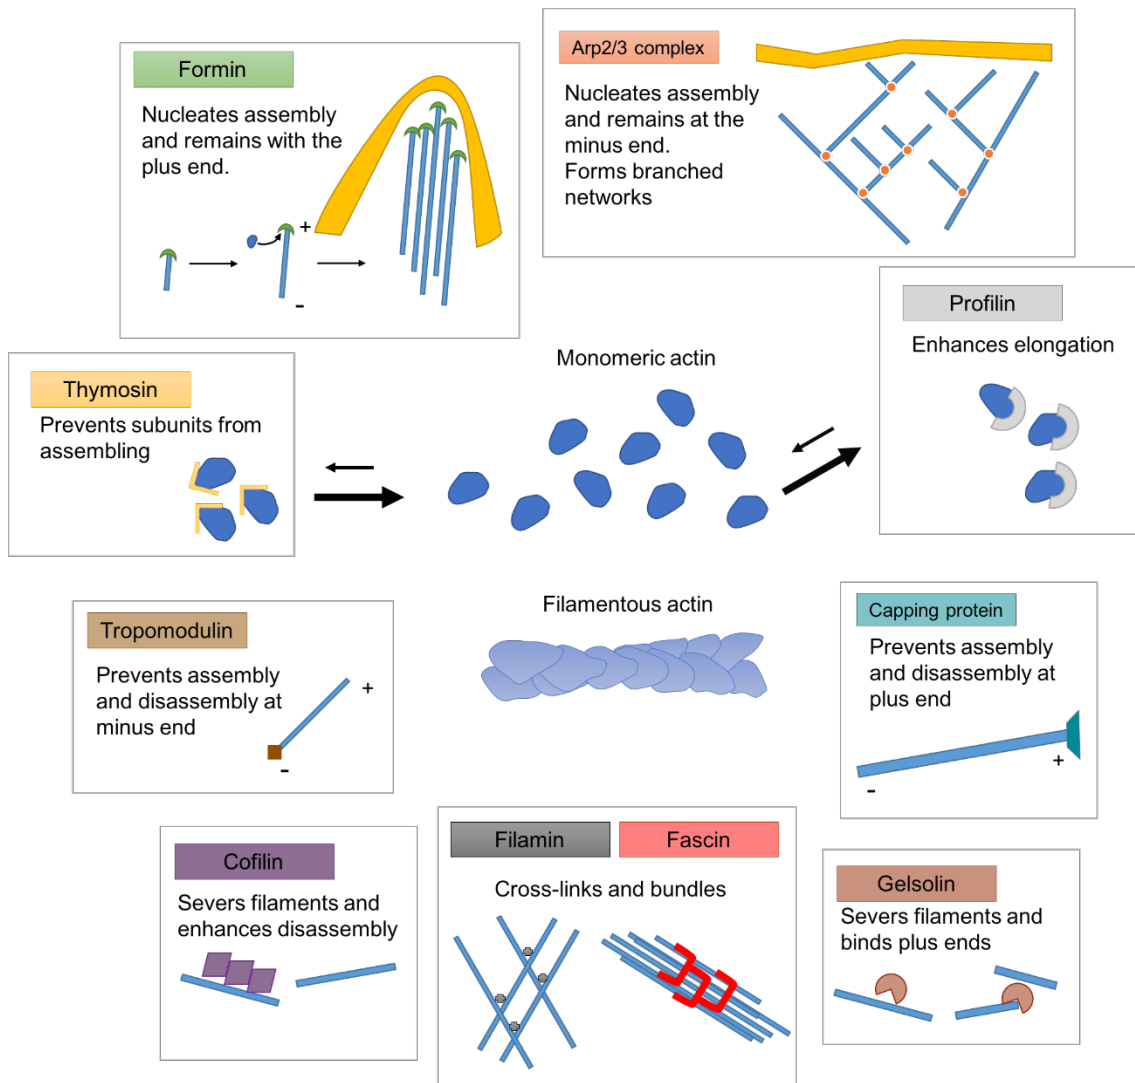 Formin
Nucleates assembly
and remains with the
plus end.
+
-
Arp2/3 complex
Nucleates assembly
and remains at the
minus end.
Forms branched
networks
Profilin
Enhances elongation
Monomeric actin
Thymosin
Prevents subunits from
assembling
Filamentous actin
Tropomodulin
Prevents assembly
and disassembly at
minus end
+
-
Capping protein
Prevents assembly
and disassembly at
plus end
+
-
Cofilin
Severs filaments and
enhances disassembly
Filamin
Fascin
Cross-links and bundles
Gelsolin
Severs filaments and
binds plus ends